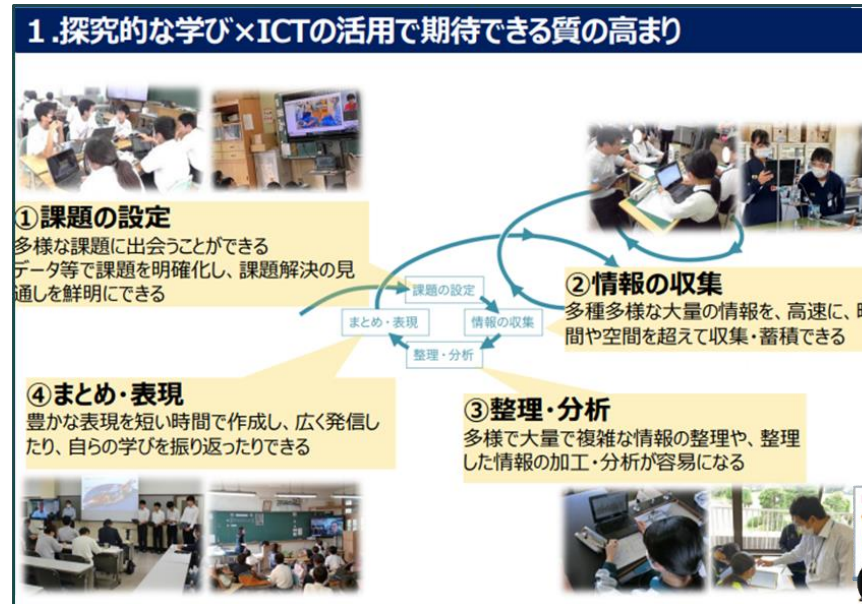 １.探究的な学び×ICTの活用で期待できる質の高まり
①課題の設定
多様な課題に出会うことができる
データ等で課題を明確化し、課題解決の見
通しを鮮明にできる
②情報の収集
多種多様な大量の情報を、高速に、時
間や空間を超えて収集・蓄積できる
課題の設定
まとめ・表現
情報の収集
整理・分析
④まとめ・表現
豊かな表現を短い時間で作成し、広く発信し
たり、自らの学びを振り返ったりできる
③整理・分析
多様で大量で複雑な情報の整理や、整理
した情報の加工・分析が容易になる